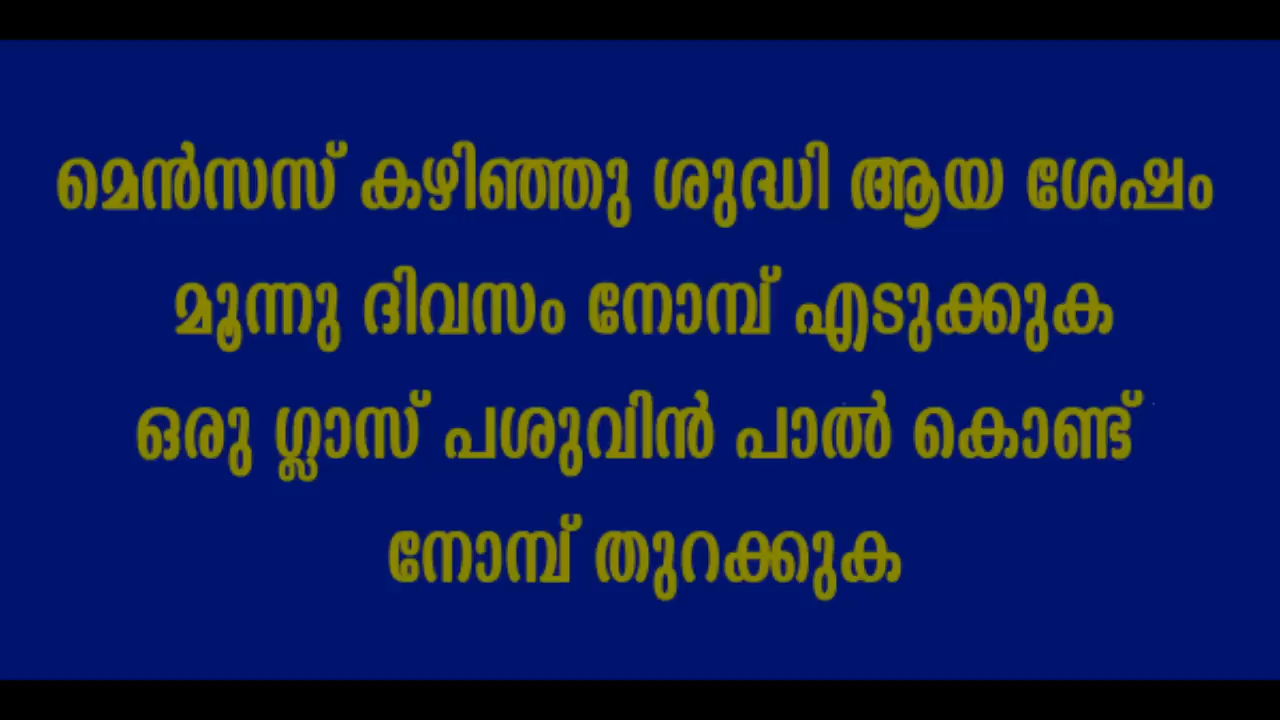 മെൻസസ് കഴിഞ്ഞു ശുദ്ധി ആയ ശേഷം
മൂന്നു ദിവസം നോമ്പ് എടുക്കുക
ഒരു ഗ്ലാസ് പശുവിൻ പാൽ കൊണ്ട്
നോമ്പ് തുറക്കുക